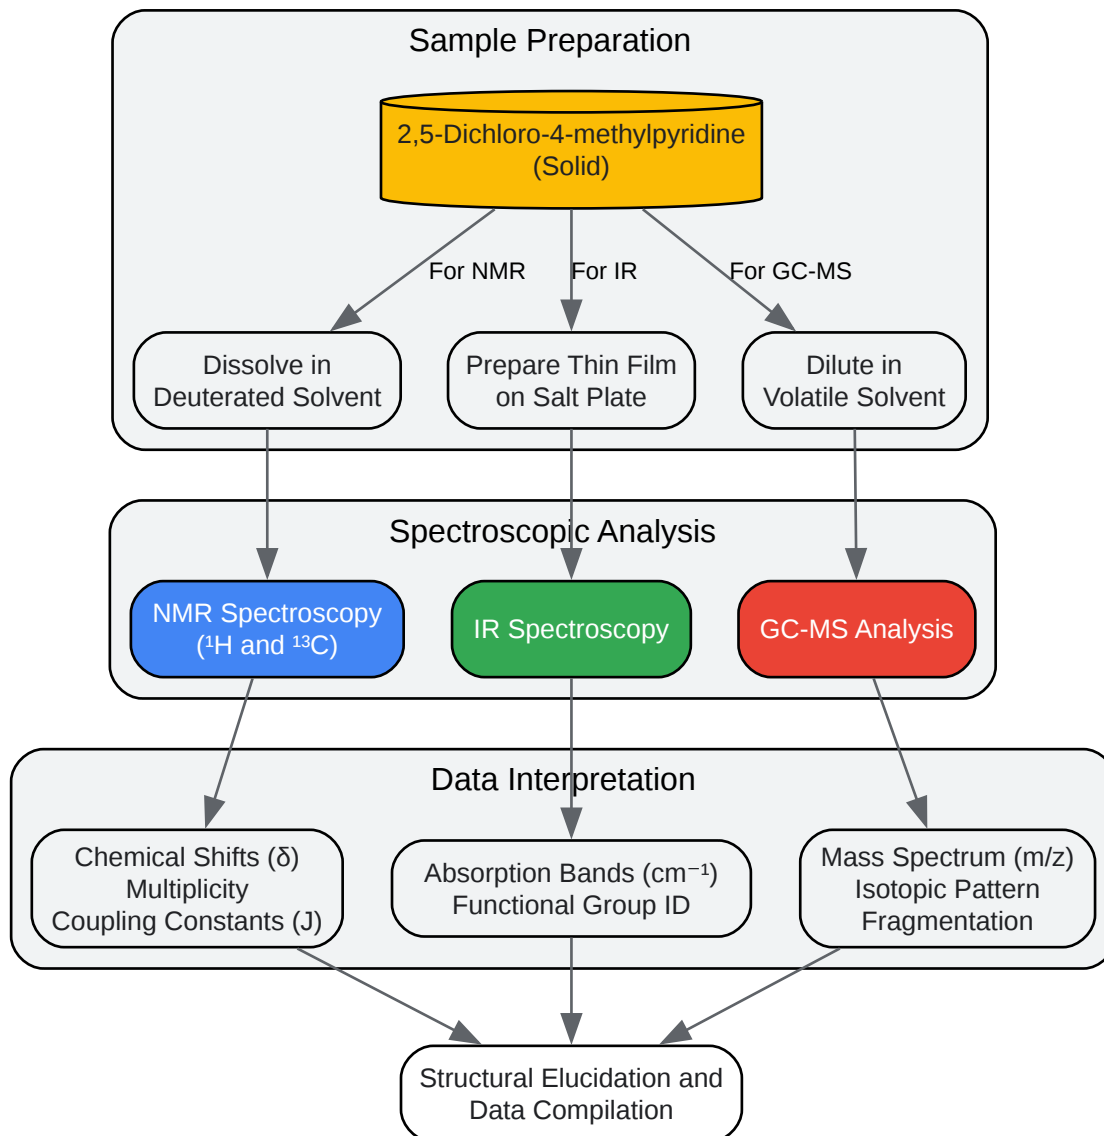 Sample Preparation
2,5-Dichloro-4-methylpyridine
(Solid)
For NMR
For IR
For GC-MS
Dissolve in
Deuterated Solvent
Prepare Thin Film
on Salt Plate
Dilute in
Volatile Solvent
Spectroscopic Analysis
NMR Spectroscopy
(¹H and ¹³C)
IR Spectroscopy
GC-MS Analysis
Data Interpretation
Chemical Shifts (δ)
Multiplicity
Coupling Constants (J)
Absorption Bands (cm⁻¹)
Functional Group ID
Mass Spectrum (m/z)
Isotopic Pattern
Fragmentation
Structural Elucidation and
Data Compilation